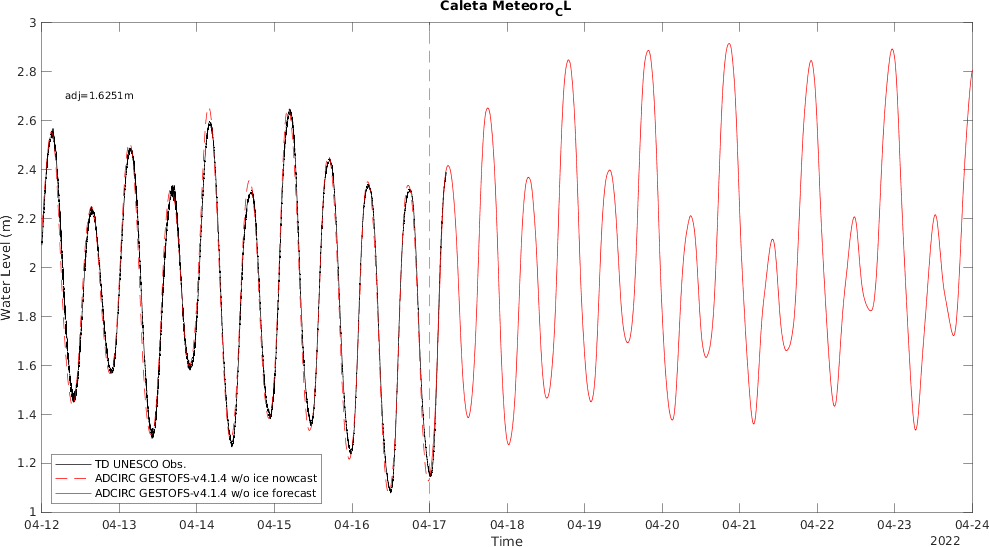 Caleta Meteoro_CL
3
2.8
2.6
2.4
2.2
2
1.8
1.6
1.4
1.2
1
Water Level (m)
adj=1.6251m
TD UNESCO Obs.
ADCIRC GESTOFS-v4.1.4 w/o ice nowcast
ADCIRC GESTOFS-v4.1.4 w/o ice forecast
04-12 04-13 04-14 04-15 04-16 04-17 04-18 04-19 04-20 04-21 04-22 04-23 04-24
Time
2022